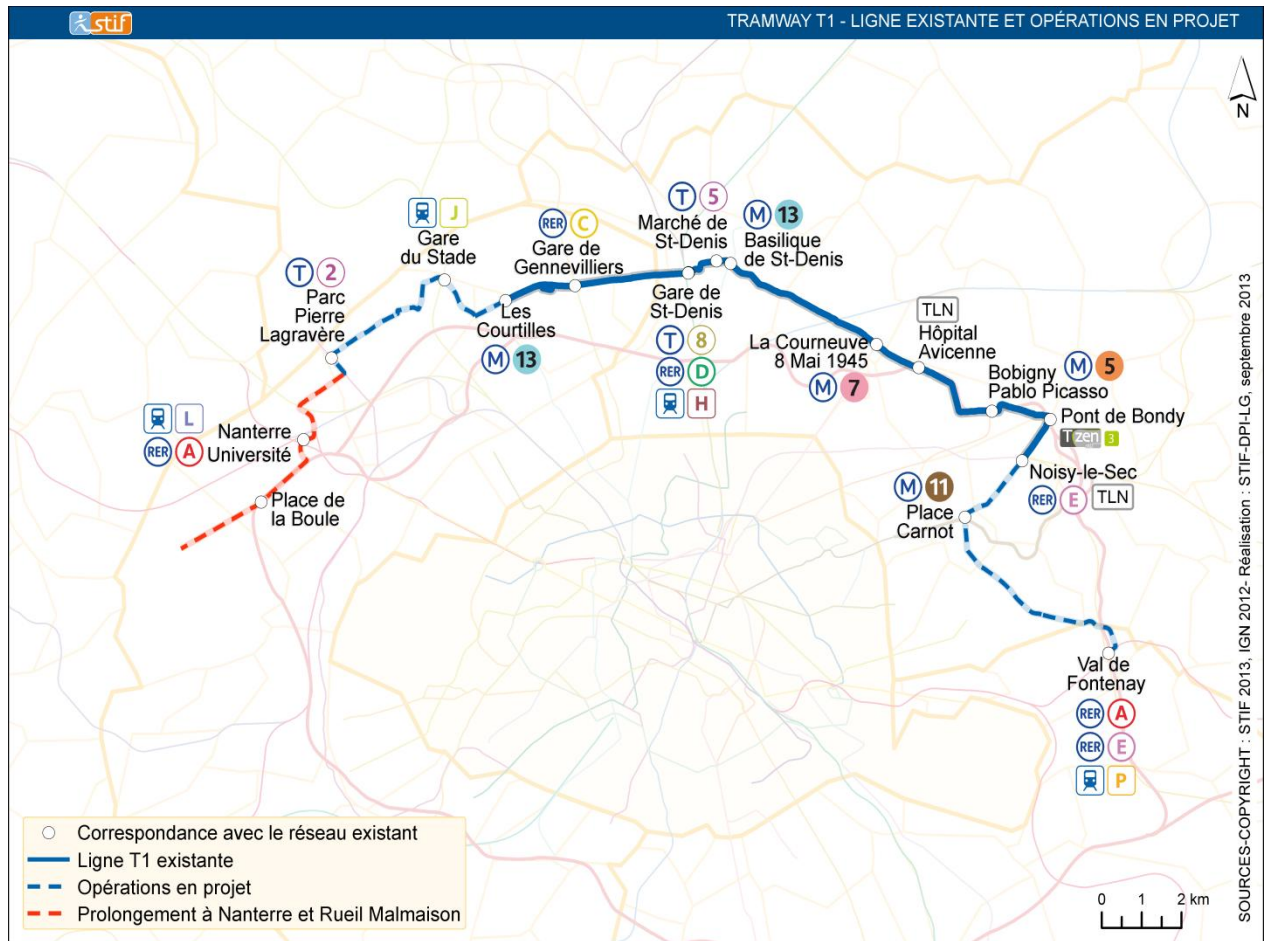 stif
TRAMWAY T1 - LIGNE EXISTANTE ET OPÉRATIONS EN PROJET
N
T 5
Marché de
St-Denis
M 13
Basilique
de St-Denis
J
Gare
du Stade
RER C
Gare de
Gennevilliers
T 2
Parc
Pierre
Lagravère
Les
Courtilles
M 13
Gare de
St-Denis
T 8
RER D
H
La Courneuve
8 Mai 1945
M 7
TLN
Hôpital
Avicenne
Bobigny
Pablo Picasso
M 5
Pont de Bondy
Tzen 3
Noisy-le-Sec
RER E TLN
L
RER A
Nanterre
Université
Place de
la Boule
M 11
Place
Carnot
Val de
Fontenay
RER A
RER E
P
Correspondance avec le réseau existant
Ligne T1 existante
Opérations en projet
Prolongement à Nanterre et Rueil Malmaison
0 1 2 km
SOURCES-COPYRIGHT : STIF 2013, IGN 2012- Réalisation : STIF-DPI-LG, septembre 2013